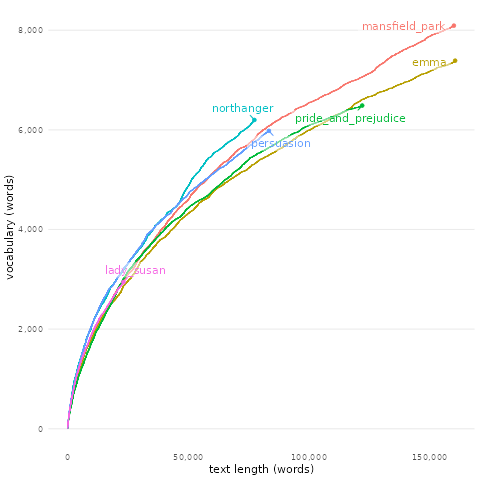 8,000
mansfield_park
emma
northanger
pride_and_prejudice
6,000
persuasion
4,000
lady_susan
2,000
0
vocabulary (words)
0 50,000 100,000 150,000
text length (words)